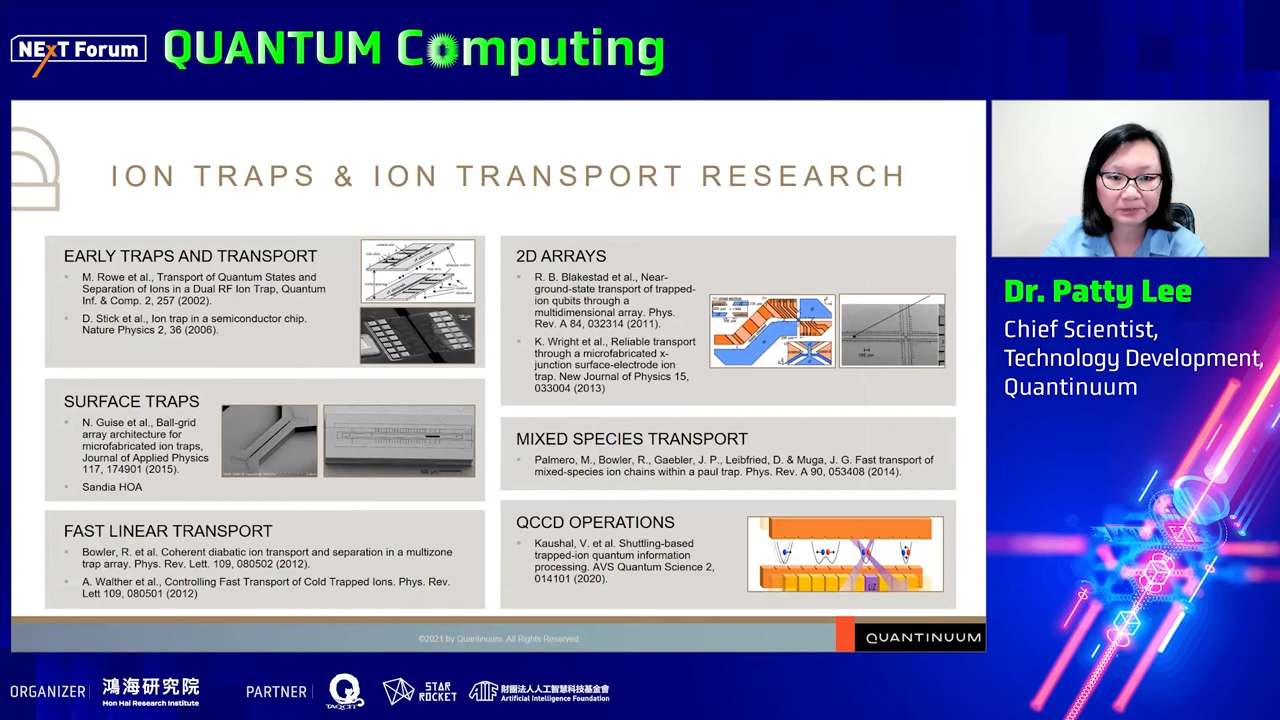 NExT Forum QUANTUM Computing
ION TRAPS & ION TRANSPORT RESEARCH
EARLY TRAPS AND TRANSPORT
M. Rowe et al., Transport of Quantum States and
Separation of Ions in a Dual RF Ion Trap, Quantum
Inf. & Comp. 2, 257 (2002).
D. Stick et al., Ion trap in a semiconductor chip.
Nature Physics 2, 36 (2006).
SURFACE TRAPS
N. Guise et al., Ball-grid
array architecture for
microfabricated ion traps,
Journal of Applied Physics
117, 174901 (2015).
Sandia HOA
FAST LINEAR TRANSPORT
Bowler, R. et al. Coherent diabatic ion transport and separation in a multizone
trap array. Phys. Rev. Lett. 109, 080502 (2012).
A. Walther et al., Controlling Fast Transport of Cold Trapped Ions. Phys. Rev.
Lett 109, 080501 (2012)
2D ARRAYS
R. B. Blakestad et al., Near-
ground-state transport of trapped-
ion qubits through a
multidimensional array. Phys.
Rev. A 84, 032314 (2011).
K. Wright et al., Reliable transport
through a microfabricated x-
junction surface-electrode ion
trap. New Journal of Physics 15,
033004 (2013)
MIXED SPECIES TRANSPORT
Palmero, M., Bowler, R., Gaebler, J. P., Leibfried, D. & Muga, J. G. Fast transport of
mixed-species ion chains within a paul trap. Phys. Rev. A 90, 053408 (2014).
QCCD OPERATIONS
Kaushal, V. et al. Shuttling-based
trapped-ion quantum information
processing. AVS Quantum Science 2,
014101 (2020).
LIZ
©2021 by Quantinuum. All Rights Reserved
QUANTINUUM
Dr. Patty Lee
Chief Scientist,
Technology Development,
Quantinuum
ORGANIZER
鴻海研究院
Hon Hai Research Institute
PARTNER
TAQCIT
STAR
ROCKET
AIF
財團法人人工智慧科技基金會
Artificial Intelligence Foundation